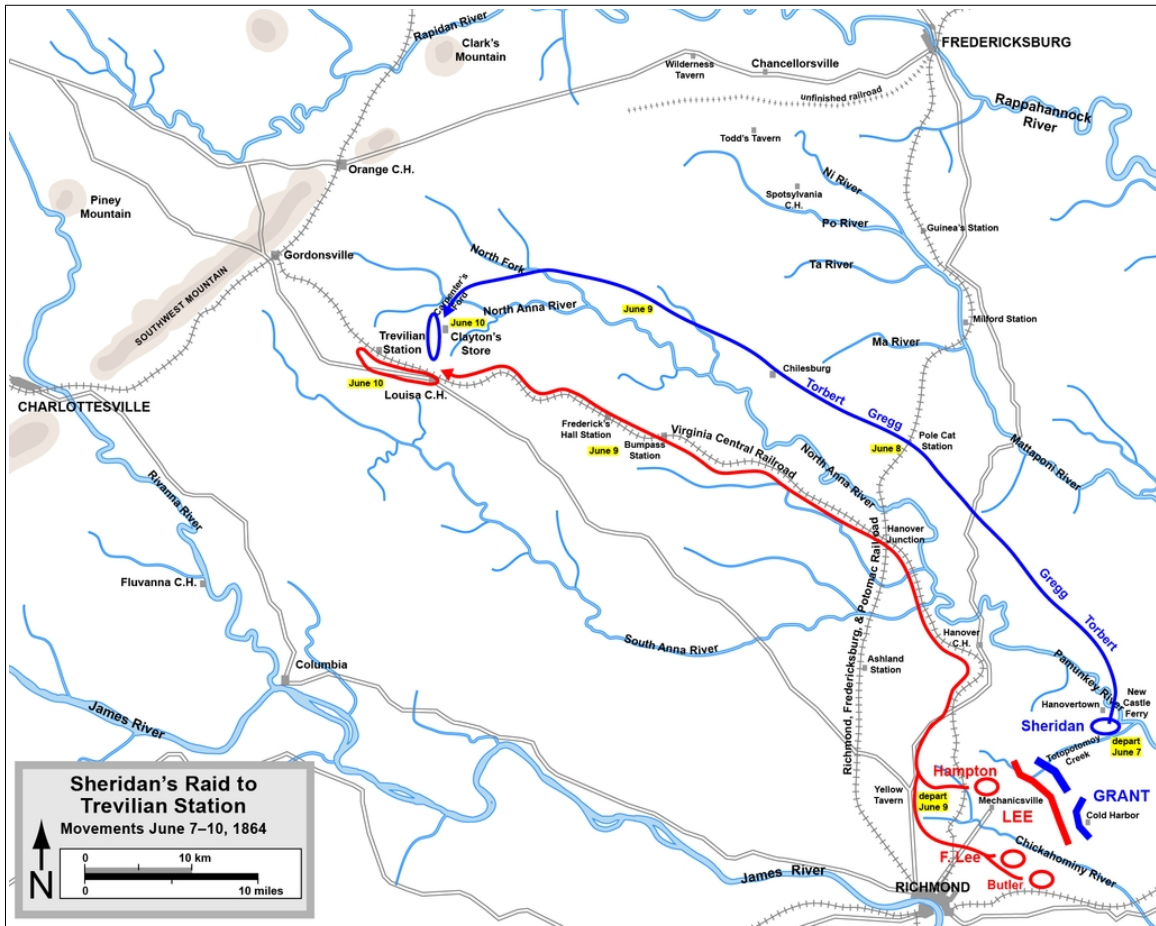 Rapidan River
Clark's
Mountain
FREDERICKSBURG
Wilderness
Tavern
Chancellorsville
unfinished railroad
Rappahannock
River
Todd's Tavern
Orange C.H.
Ni River
Spotsylvania
C.H.
Piney
Mountain
Po River
Guinea's Station
Gordonsville
North Fork
Ta River
SOUTHWEST MOUNTAIN
Carpenter's
Ford
North Anna River
June 9
June 10
Clayton's
Store
Milford Station
Trevilian
Station
Ma River
June 10
Louisa C.H.
Chilesburg
CHARLOTTESVILLE
Torbert
Gregg
Frederick's
Hall Station
June 9
Bumpass
Station
Virginia Central Railroad
June 8
Pole Cat
Station
Mattaponi River
North Anna River
Rivanna River
Hanover
Junction
Richmond, Fredericksburg, & Potomac Railroad
Fluvanna C.H.
Gregg
Torbert
South Anna River
Hanover
C.H.
Ashland
Station
Columbia
Pamunkey River
Hanovertown
New
Castle
Ferry
James River
Sheridan
depart
June 7
Totopotomoy
Creek
Sheridan's Raid to
Trevilian Station
Movements June 7–10, 1864
0
10 km
0
10 miles
N
Hampton
Yellow
Tavern
depart
June 9
Mechanicsville
LEE
GRANT
Cold Harbor
Chickahominy River
F. Lee
Butler
James River
RICHMOND